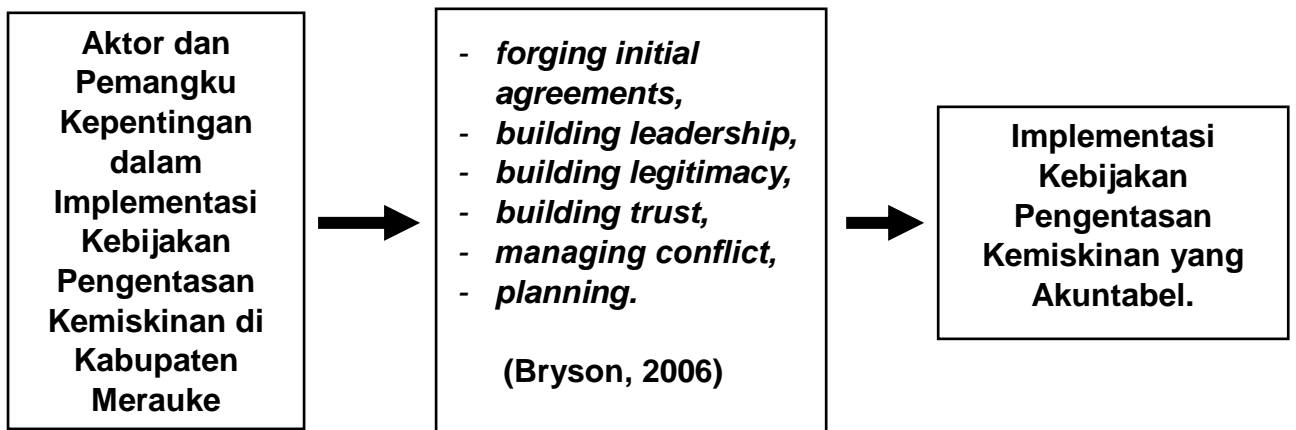 Aktor dan
Pemangku
Kepentingan
dalam
Implementasi
Kebijakan
Pengentasan
Kemiskinan di
Kabupaten
Merauke
- forging initial
agreements,
- building leadership,
- building legitimacy,
- building trust,
- managing conflict,
- planning.
(Bryson, 2006)
Implementasi
Kebijakan
Pengentasan
Kemiskinan yang
Akuntabel.